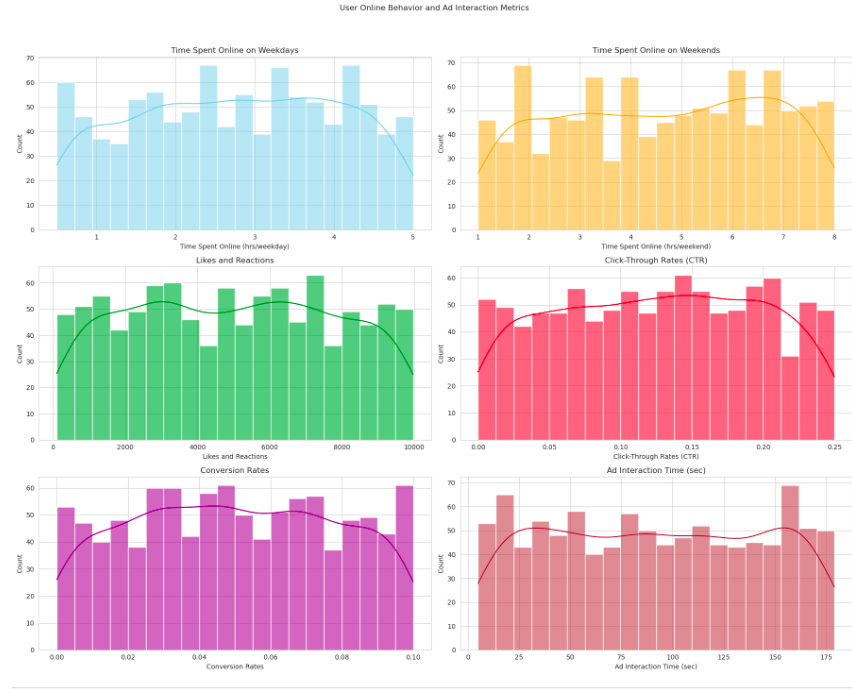 User Online Behavior and Ad Interaction Metrics
Time Spent Online on Weekdays
Count
70
60
50
40
30
20
10
0
1 2 3 4 5
Time Spent Online (hrs/weekday)
Time Spent Online on Weekends
Count
70
60
50
40
30
20
10
0
1 2 3 4 5 6 7 8
Time Spent Online (hrs/weekend)
Likes and Reactions
Count
60
50
40
30
20
10
0
0 2000 4000 6000 8000 10000
Likes and Reactions
Click-Through Rates (CTR)
Count
60
50
40
30
20
10
0
0.00 0.05 0.10 0.15 0.20 0.25
Click-Through Rates (CTR)
Conversion Rates
Count
60
50
40
30
20
10
0
0.00 0.02 0.04 0.06 0.08 0.10
Conversion Rates
Ad Interaction Time (sec)
Count
70
60
50
40
30
20
10
0
0 25 50 75 100 125 150 175
Ad Interaction Time (sec)